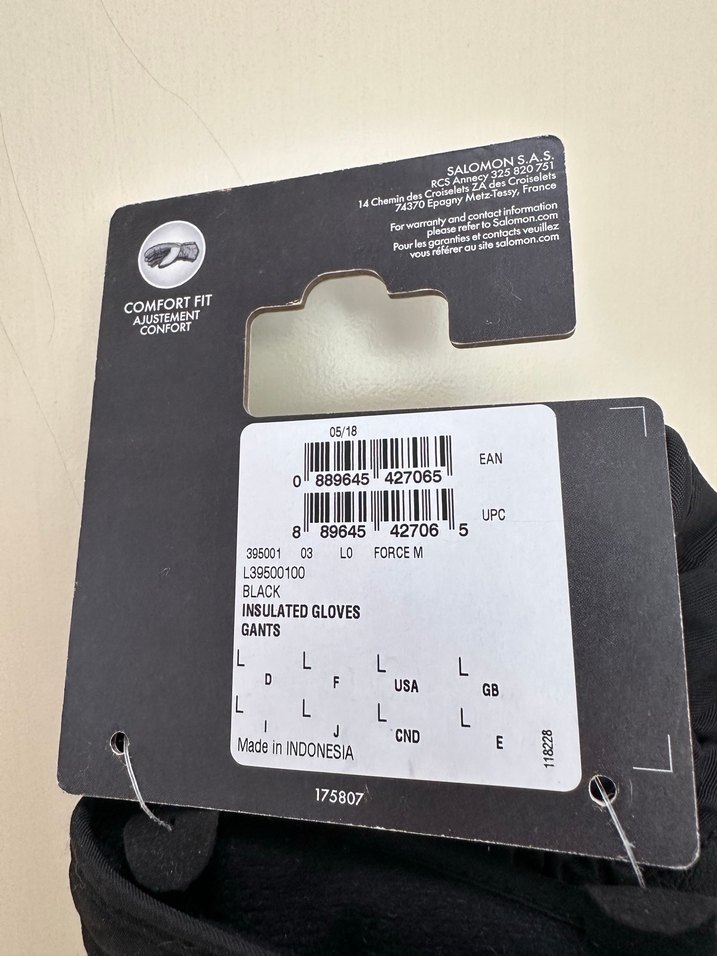 SALOMON S.A.S.
RCS Annecy 325 820 751
14 Chemin des Croiselets ZA des Croiselets
74370 Epagny Metz-Tessy, France
For warranty and contact information
please refer to Salomon.com
Pour les garanties et contacts veuillez
vous référer au site salomon.com
COMFORT FIT
AJUSTEMENT
CONFORT
05/18
0 889645 427065
EAN
8 89645 42706 5
UPC
395001 03 L0 FORCE M
L39500100
BLACK
INSULATED GLOVES
GANTS
L L L L
D F USA GB
L L L L
I J CND E
Made in INDONESIA
118228
175807
L